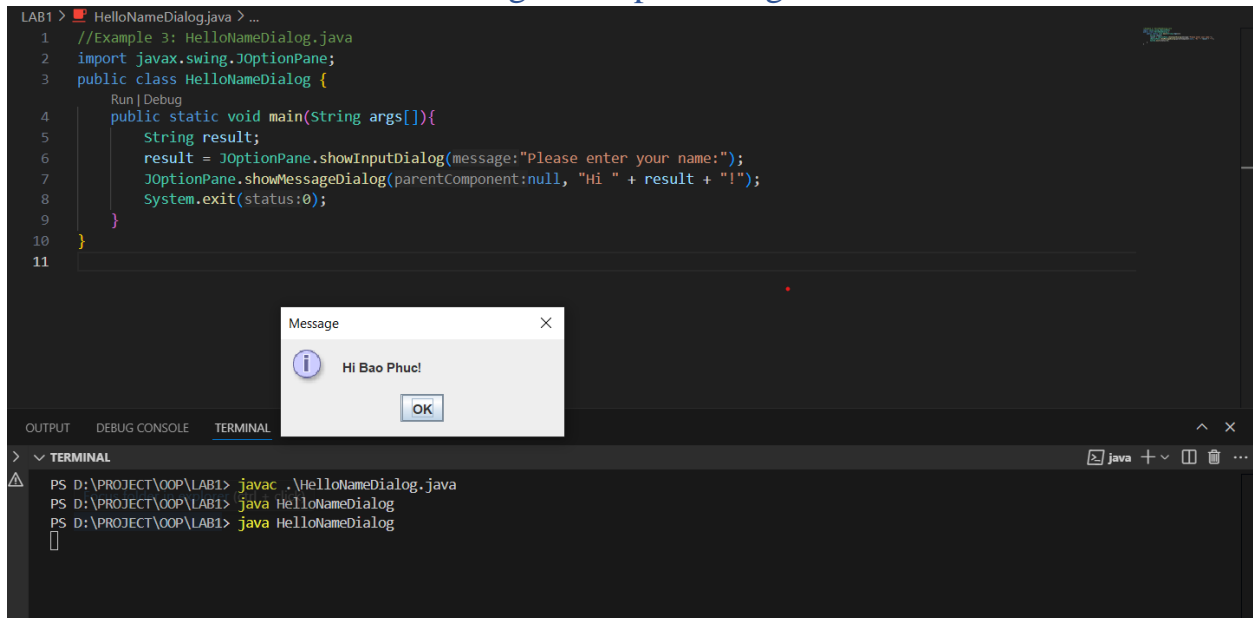 LAB1 > HelloNameDialog.java > ...
1 //Example 3: HelloNameDialog.java
2 import javax.swing.JOptionPane;
3 public class HelloNameDialog {
Run | Debug
4 public static void main(String args[]){
5 String result;
6 result = JOptionPane.showInputDialog(message:"Please enter your name:");
7 JOptionPane.showMessageDialog(parentComponent:null, "Hi " + result + "!");
8 System.exit(status:0);
9 }
10 }
11
Message
Hi Bao Phuc!
OK
OUTPUT DEBUG CONSOLE TERMINAL
TERMINAL
java
PS D:\PROJECT\OOP\LAB1> javac .\HelloNameDialog.java
PS D:\PROJECT\OOP\LAB1> java HelloNameDialog
PS D:\PROJECT\OOP\LAB1> java HelloNameDialog